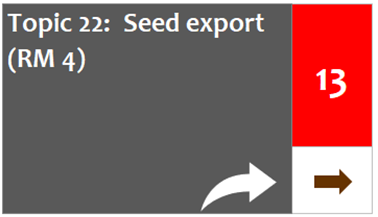 Topic 22: Seed export
(RM 4)
13